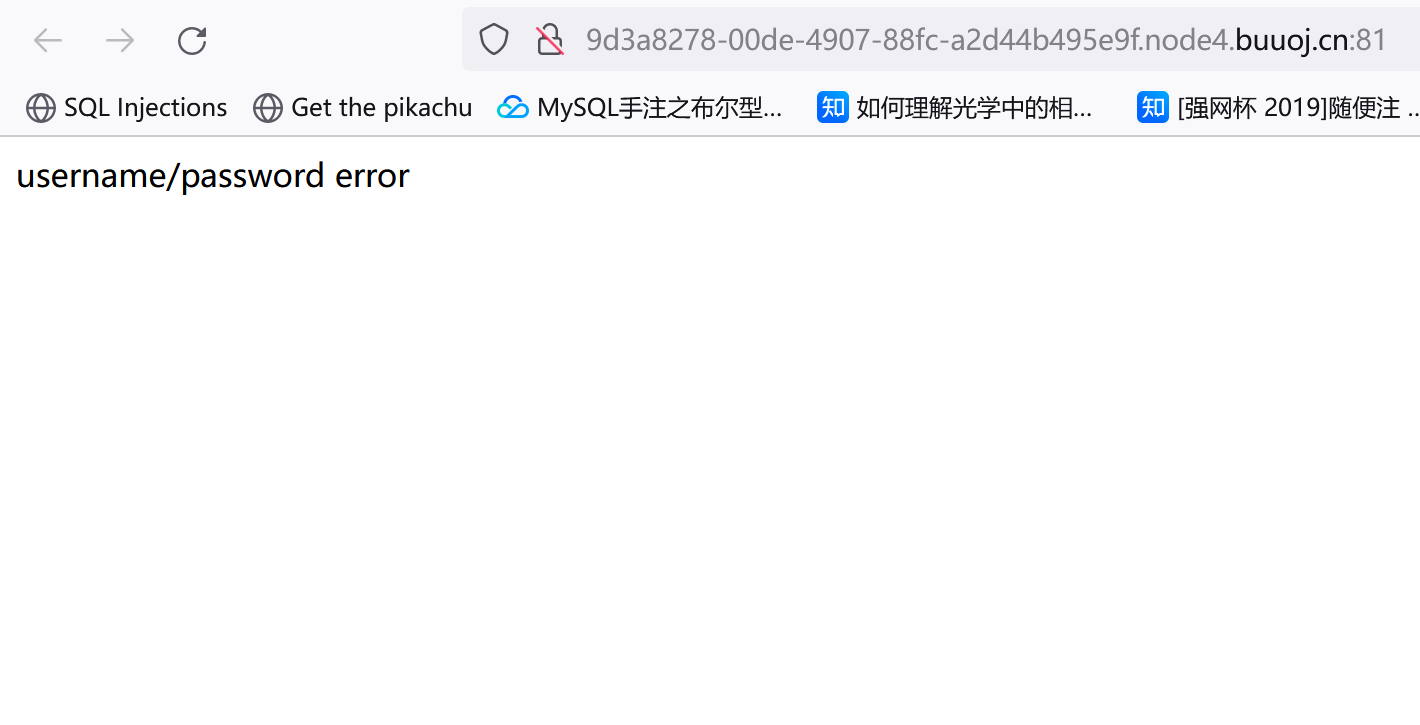 9d3a8278-00de-4907-88fc-a2d44b495e9f.node4.buuoj.cn:81
SQL Injections Get the pikachu MySQL手注之布尔型... 知 如何理解光学中的相... 知 [强网杯 2019]随便注 ..
username/password error